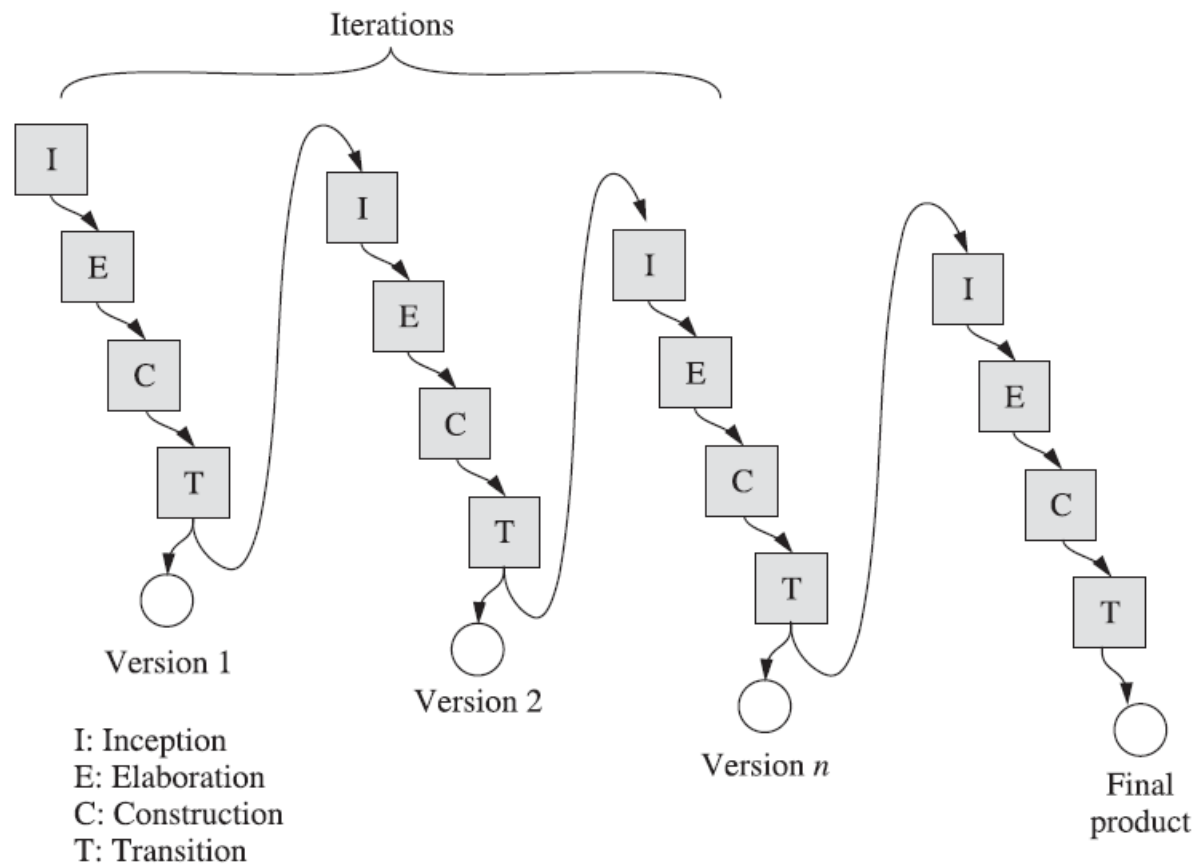 Iterations
I
E
C
T
Version 1
I
E
C
T
Version 2
I
E
C
T
Version n
I
E
C
T
Final
product
I: Inception
E: Elaboration
C: Construction
T: Transition